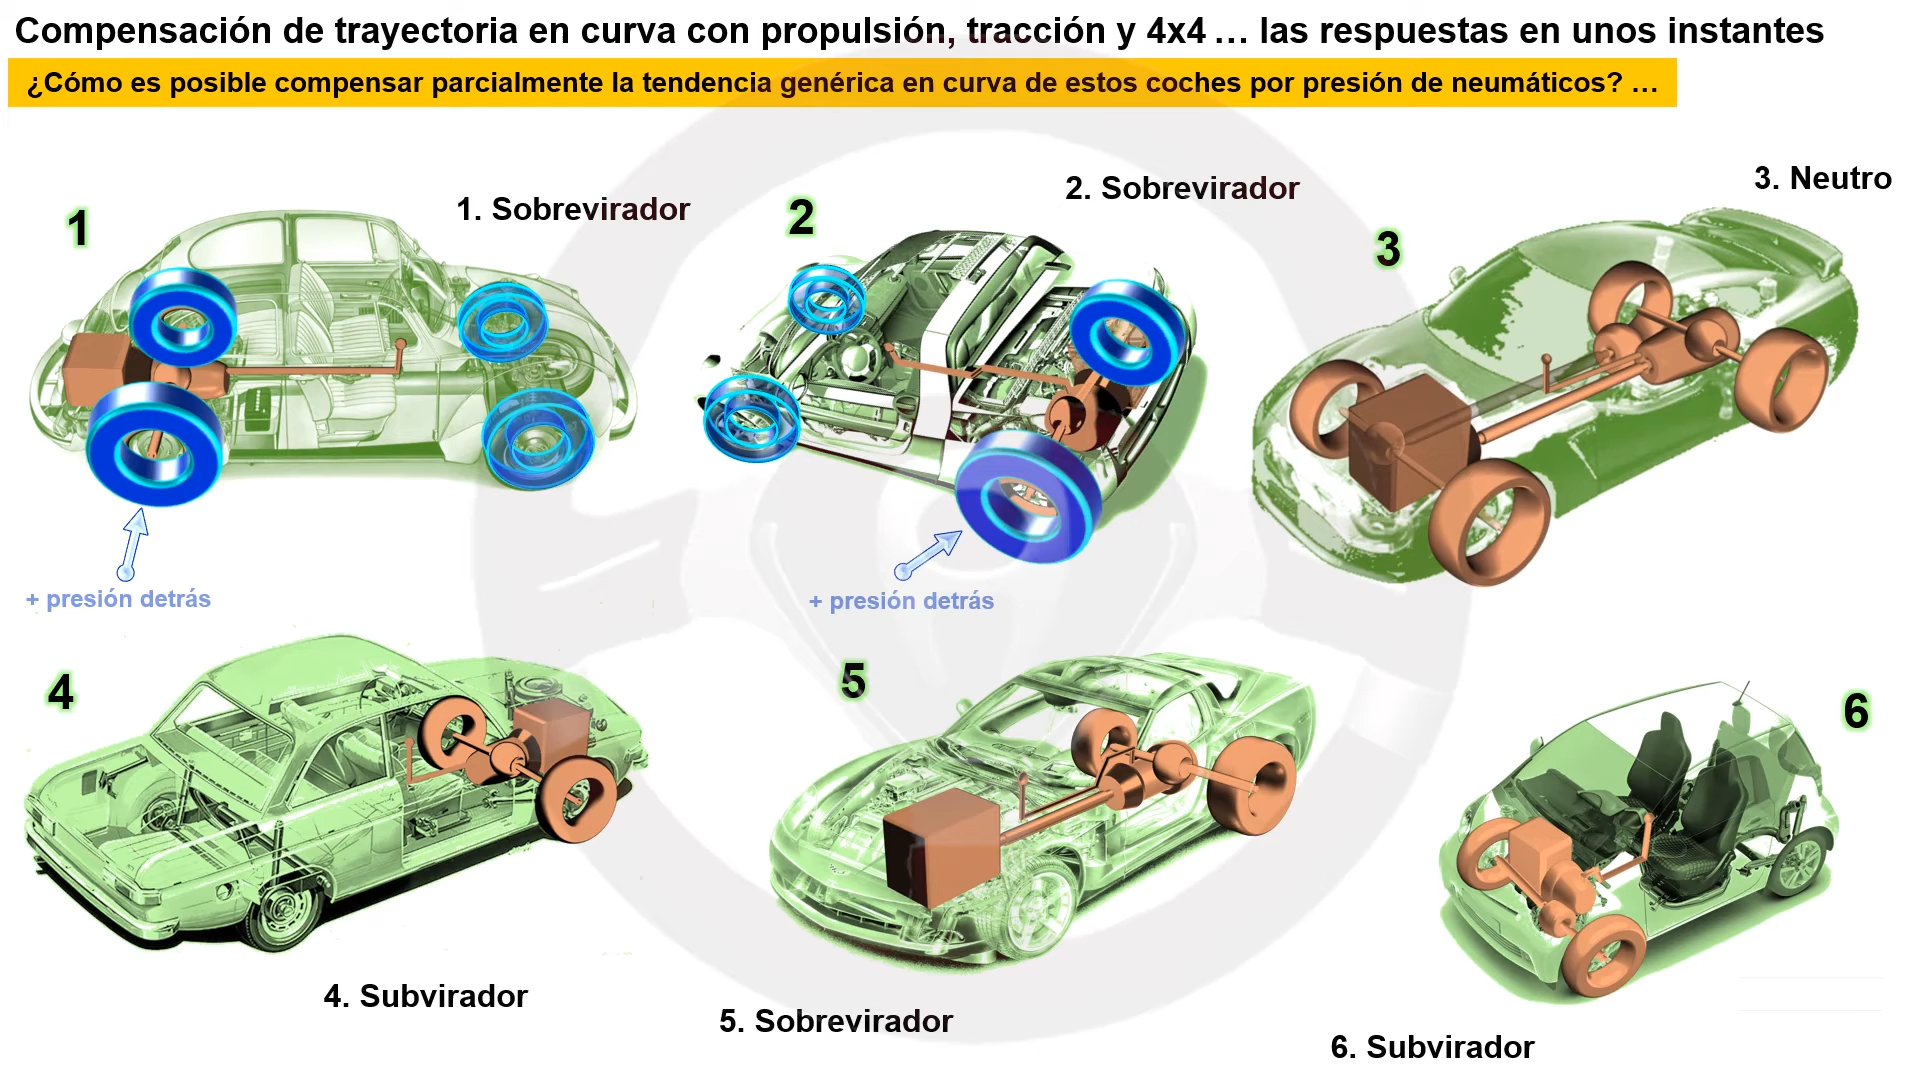 Compensación de trayectoria en curva con propulsión, tracción y 4x4 … las respuestas en unos instantes
¿Cómo es posible compensar parcialmente la tendencia genérica en curva de estos coches por presión de neumáticos? …
1
1. Sobrevirador
2
2. Sobrevirador
3
3. Neutro
+ presión detrás
+ presión detrás
4
5
6
4. Subvirador
5. Sobrevirador
6. Subvirador